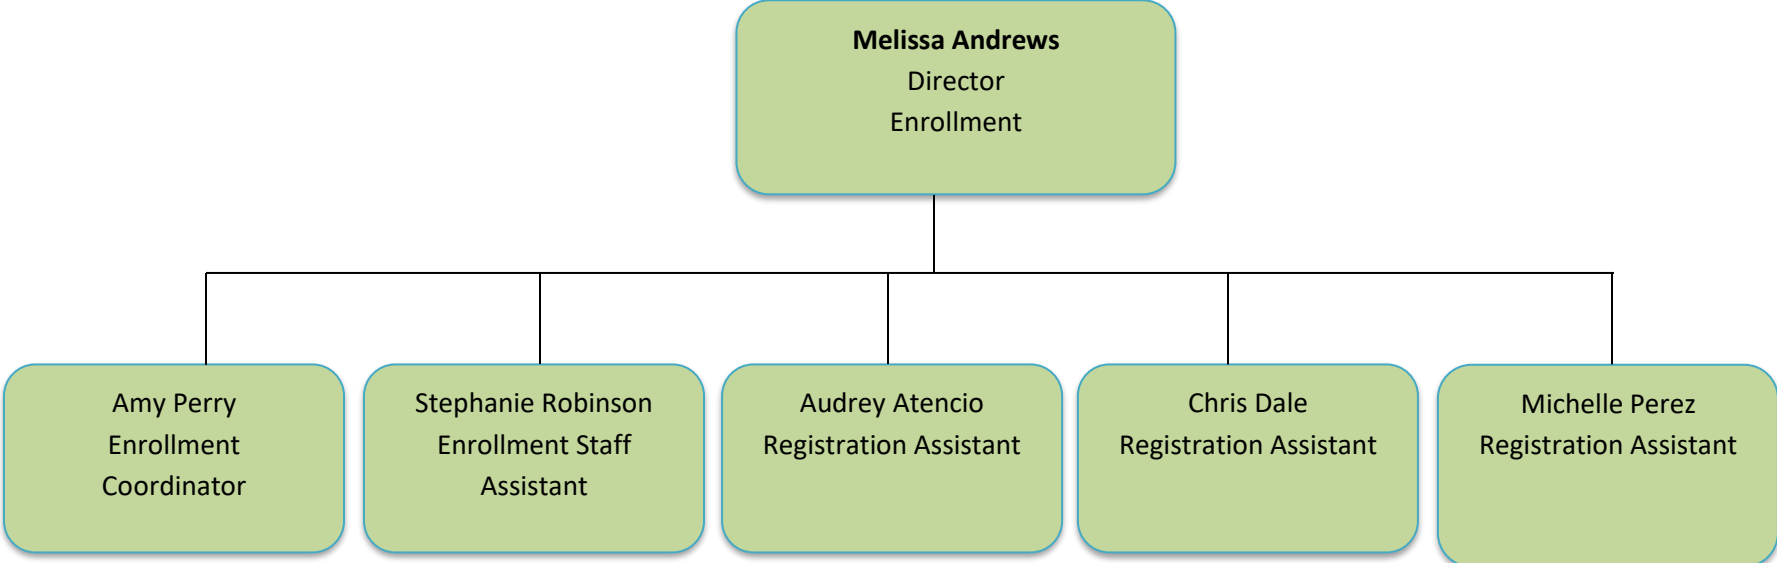 Melissa Andrews
Director
Enrollment
Amy Perry
Enrollment
Coordinator
Stephanie Robinson
Enrollment Staff
Assistant
Audrey Atencio
Registration Assistant
Chris Dale
Registration Assistant
Michelle Perez
Registration Assistant